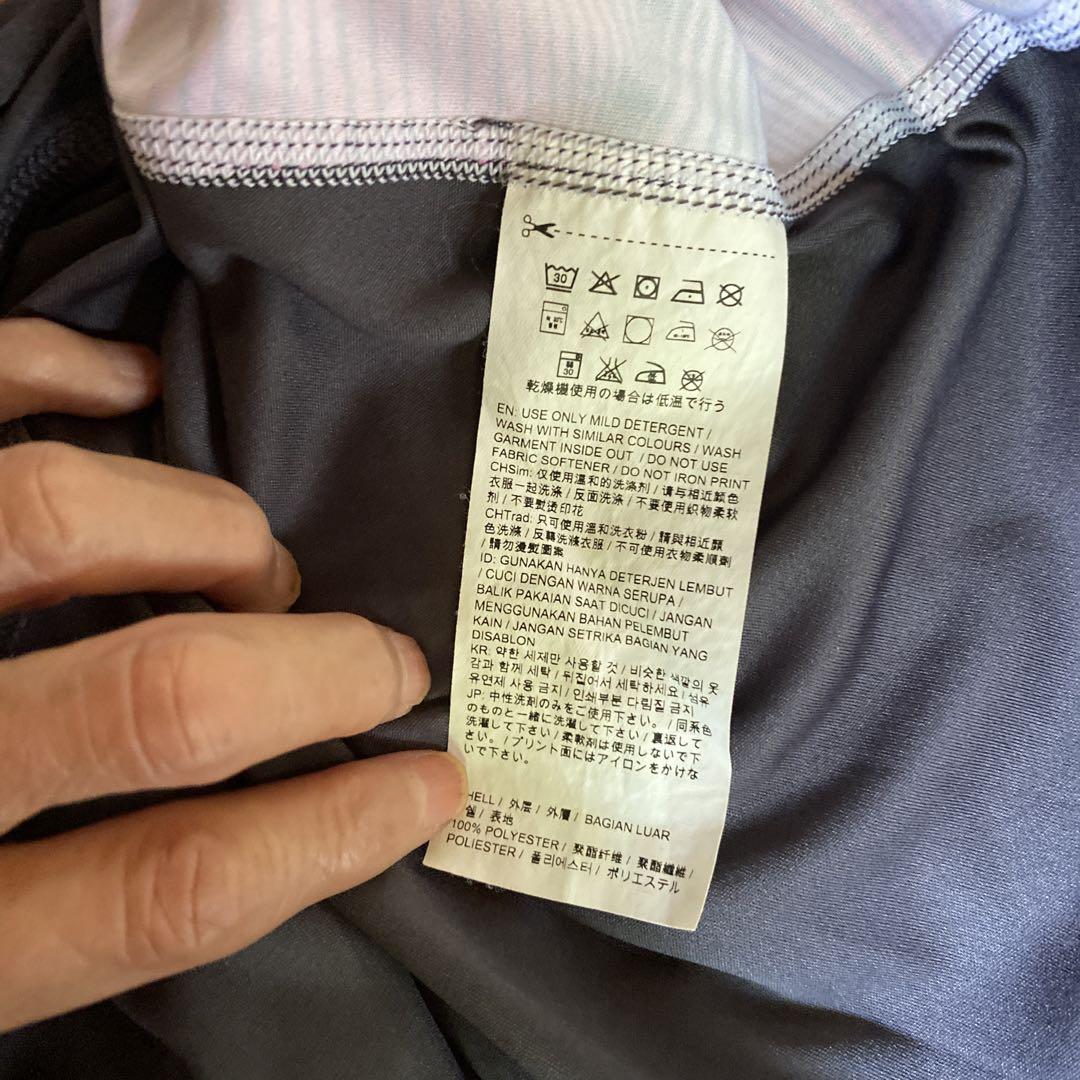 30
30
乾燥機使用の場合は低温で行う
EN: USE ONLY MILD DETERGENT /
WASH WITH SIMILAR COLOURS / WASH
GARMENT INSIDE OUT / DO NOT USE
FABRIC SOFTENER / DO NOT IRON PRINT
CHSim: 仅使用温和的洗涤剂 / 请与相近颜色
衣服一起洗涤 / 反面洗涤 / 不要使用织物柔软
剂 / 不要熨烫印花
CHTrad: 只可使用溫和洗衣粉 / 請與相近顏
色洗滌 / 反轉洗滌衣服 / 不可使用衣物柔順劑
/ 請勿燙熨圖案
ID: GUNAKAN HANYA DETERJEN LEMBUT
/ CUCI DENGAN WARNA SERUPA /
BALIK PAKAIAN SAAT DICUCI / JANGAN
MENGGUNAKAN BAHAN PELEMBUT
KAIN / JANGAN SETRIKA BAGIAN YANG
DISABLON
KR: 약한 세제만 사용할 것 / 비슷한 색깔의 옷
감과 함께 세탁 / 뒤집어서 세탁하세요 / 섬유
유연제 사용 금지 / 인쇄부분 다림질 금지
JP: 中性洗剤のみをご使用下さい。 / 同系色
のものと一緒に洗濯して下さい / 裏返して
洗濯して下さい / 柔軟剤は使用しないで下
さい。 / プリント面にはアイロンをかけな
いで下さい。
HELL / 外层 / 外層 / BAGIAN LUAR
/ 表地
100% POLYESTER / 聚酯纤维 / 聚酯纖維 /
POLIESTER / 폴리에스터 / ポリエステル